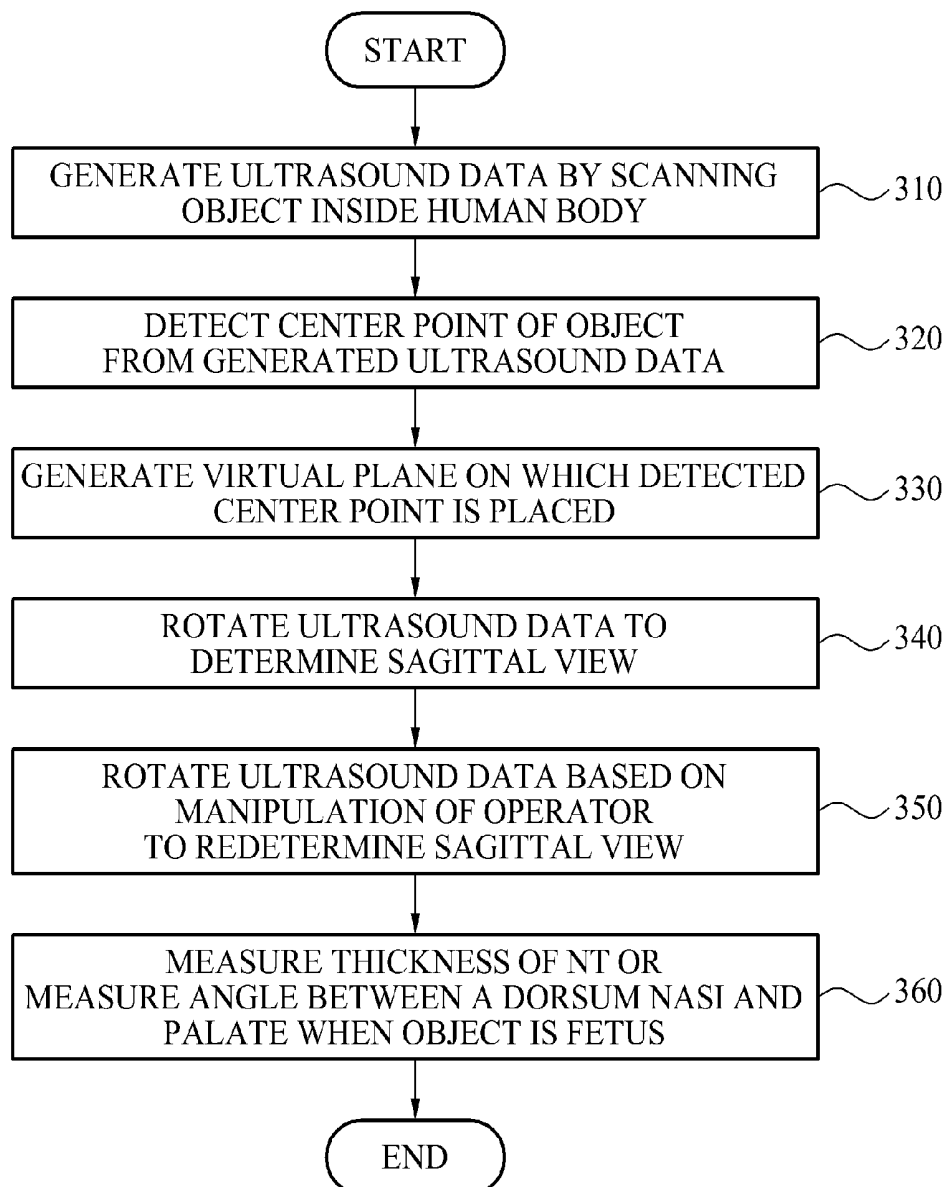 START
GENERATE ULTRASOUND DATA BY SCANNING
OBJECT INSIDE HUMAN BODY
310
DETECT CENTER POINT OF OBJECT
FROM GENERATED ULTRASOUND DATA
320
GENERATE VIRTUAL PLANE ON WHICH DETECTED
CENTER POINT IS PLACED
330
ROTATE ULTRASOUND DATA TO
DETERMINE SAGITTAL VIEW
340
ROTATE ULTRASOUND DATA BASED ON
MANIPULATION OF OPERATOR
TO REDETERMINE SAGITTAL VIEW
350
MEASURE THICKNESS OF NT OR
MEASURE ANGLE BETWEEN A DORSUM NASI AND
PALATE WHEN OBJECT IS FETUS
360
END